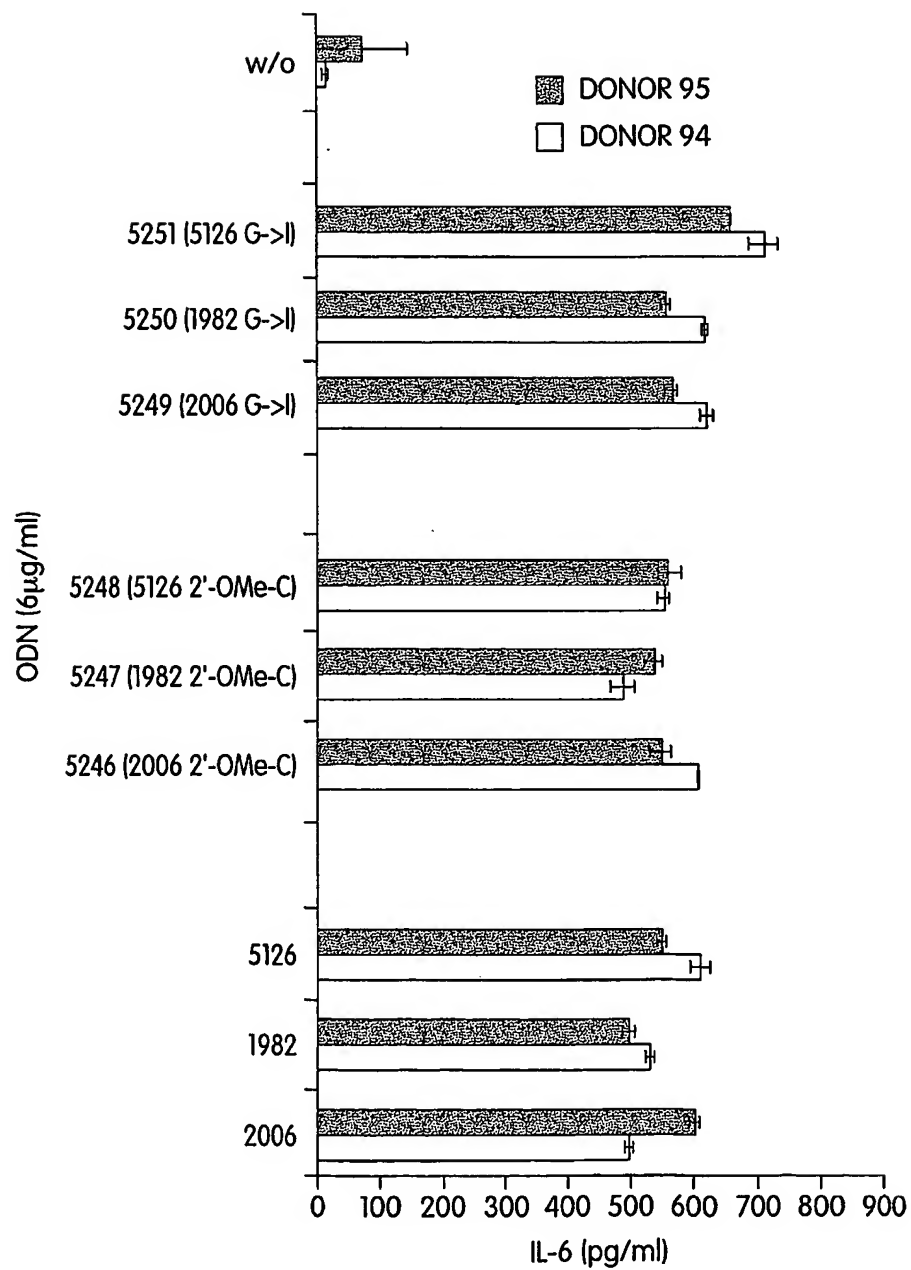 w/o
DONOR 95
DONOR 94
5251 (5126 G->I)
5250 (1982 G->I)
5249 (2006 G->I)
5248 (5126 2'-OMe-C)
5247 (1982 2'-OMe-C)
5246 (2006 2'-OMe-C)
5126
1982
2006
ODN (6µg/ml)
0 100 200 300 400 500 600 700 800 900
IL-6 (pg/ml)